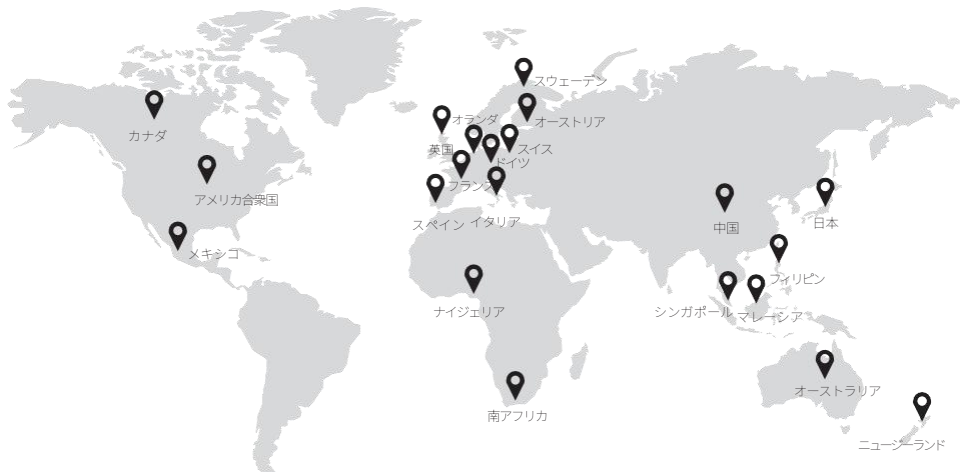 スウェーデン
オランダ
オーストリア
カナダ
英国
スイス
ドイツ
フランス
アメリカ合衆国
スペイン
イタリア
中国
日本
メキシコ
フィリピン
ナイジェリア
シンガポール
マレーシア
オーストラリア
南アフリカ
ニュージーランド